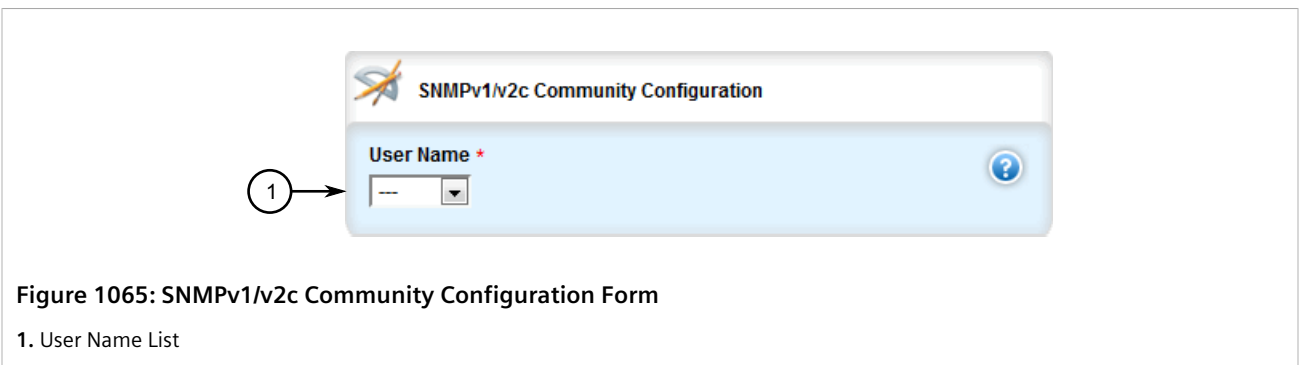 SNMPv1/v2c Community Configuration
User Name *
1
---
?
Figure 1065: SNMPv1/v2c Community Configuration Form
1. User Name List